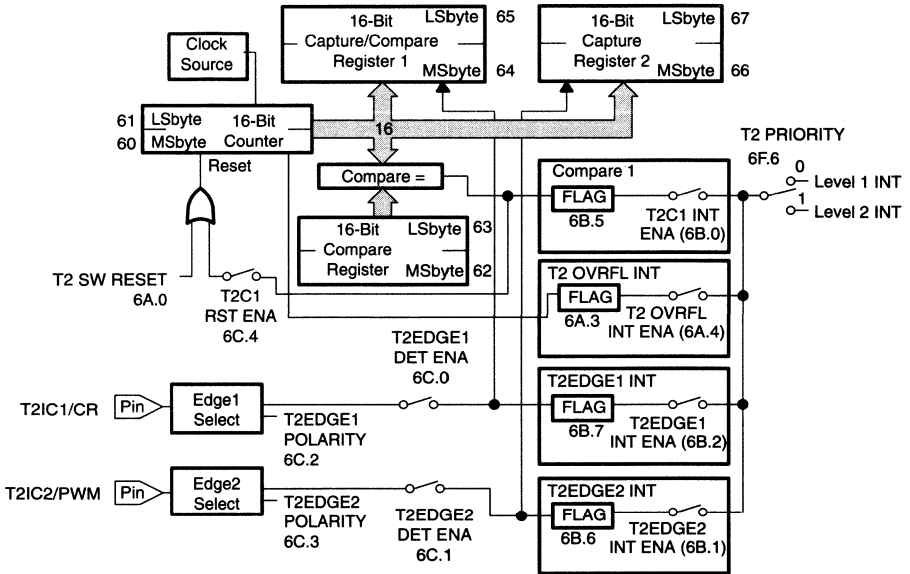 Clock
Source
16-Bit
Capture/Compare
Register 1
LSbyte
MSbyte
65
64
16-Bit
Capture
Register 2
LSbyte
MSbyte
67
66
61
60
LSbyte
MSbyte
16-Bit
Counter
16
Reset
Compare =
16-Bit
Compare
Register
LSbyte
MSbyte
63
62
T2 SW RESET
6A.0
T2C1
RST ENA
6C.4
T2 PRIORITY
6F.6
0
Level 1 INT
1
Level 2 INT
Compare 1
FLAG
6B.5
T2C1 INT
ENA (6B.0)
T2 OVRFL INT
FLAG
6A.3
T2 OVRFL
INT ENA (6A.4)
T2EDGE1
DET ENA
6C.0
T2IC1/CR
Pin
Edge1
Select
T2EDGE1
POLARITY
6C.2
T2EDGE1 INT
FLAG
6B.7
T2EDGE1
INT ENA (6B.2)
T2IC2/PWM
Pin
Edge2
Select
T2EDGE2
POLARITY
6C.3
T2EDGE2
DET ENA
6C.1
T2EDGE2 INT
FLAG
6B.6
T2EDGE2
INT ENA (6B.1)